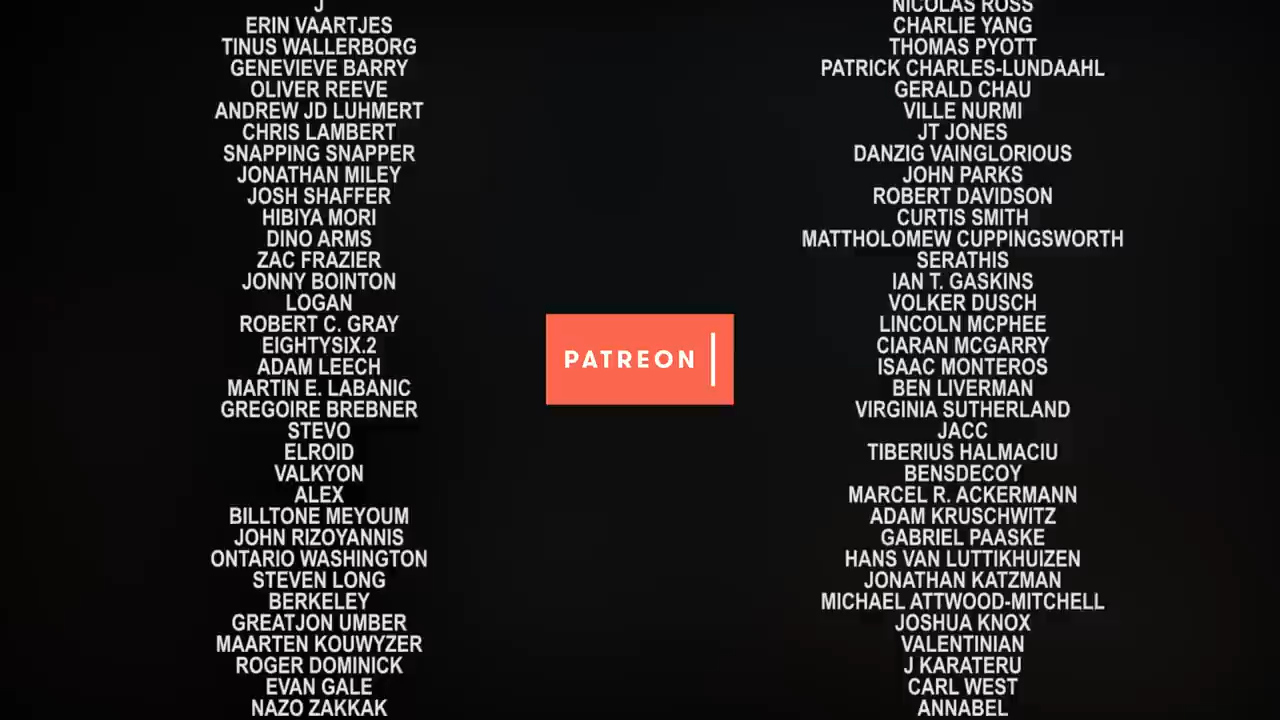 J
ERIN VAARTJES
TINUS WALLERBORG
GENEVIEVE BARRY
OLIVER REEVE
ANDREW JD LUHMERT
CHRIS LAMBERT
SNAPPING SNAPPER
JONATHAN MILEY
JOSH SHAFFER
HIBIYA MORI
DINO ARMS
ZAC FRAZIER
JONNY BOINTON
LOGAN
ROBERT C. GRAY
EIGHTYSIX.2
ADAM LEECH
MARTIN E. LABANIC
GREGOIRE BREBNER
STEVO
ELROID
VALKYON
ALEX
BILLTONE MEYOUM
JOHN RIZOYANNIS
ONTARIO WASHINGTON
STEVEN LONG
BERKELEY
GREATJON UMBER
MAARTEN KOUWYZER
ROGER DOMINICK
EVAN GALE
NAZO ZAKKAK
PATREON
NICOLAS ROSS
CHARLIE YANG
THOMAS PYOTT
PATRICK CHARLES-LUNDAAHL
GERALD CHAU
VILLE NURMI
JT JONES
DANZIG VAINGLORIOUS
JOHN PARKS
ROBERT DAVIDSON
CURTIS SMITH
MATTHOLOMEW CUPPINGSWORTH
SERATHIS
IAN T. GASKINS
VOLKER DUSCH
LINCOLN MCPHEE
CIARAN MCGARRY
ISAAC MONTEROS
BEN LIVERMAN
VIRGINIA SUTHERLAND
JACC
TIBERIUS HALMACIU
BENSDECOY
MARCEL R. ACKERMANN
ADAM KRUSCHWITZ
GABRIEL PAASKE
HANS VAN LUTTIKHUIZEN
JONATHAN KATZMAN
MICHAEL ATTWOOD-MITCHELL
JOSHUA KNOX
VALENTINIAN
J KARATERU
CARL WEST
ANNABEL